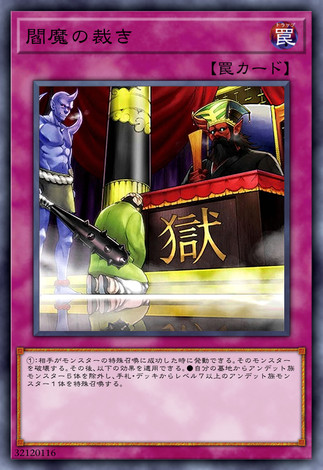 閻魔の裁き
トラップ
罠
【罠カード】
獄
①:相手がモンスターの特殊召喚に成功した時に発動できる。そのモンスター
を破壊する。その後、以下の効果を適用できる。●自分の墓地からアンデット族
モンスター5体を除外し、手札・デッキからレベル7以上のアンデット族モン
スター1体を特殊召喚する。
32120116